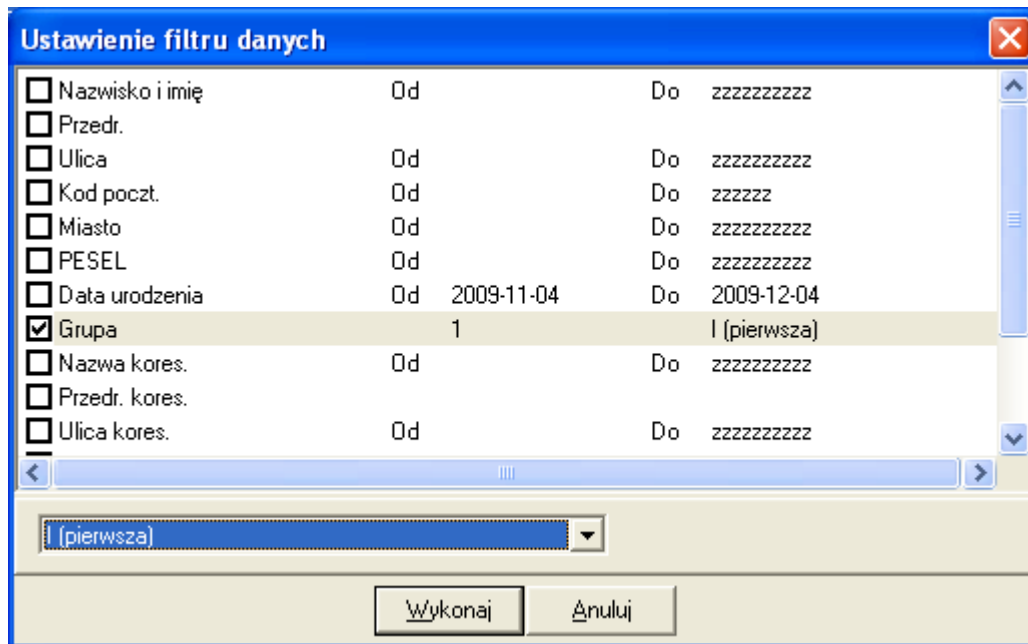 Ustawienie filtru danych
Nazwisko i imię Od Do zzzzzzzzzz
Przedr.
Ulica Od Do zzzzzzzzzz
Kod poczt. Od Do zzzzzz
Miasto Od Do zzzzzzzzzz
PESEL Od Do zzzzzzzzzz
Data urodzenia Od 2009-11-04 Do 2009-12-04
Grupa 1 I (pierwsza)
Nazwa kores. Od Do zzzzzzzzzz
Przedr. kores.
Ulica kores. Od Do zzzzzzzzzz
I (pierwsza)
Wykonaj Anuluj